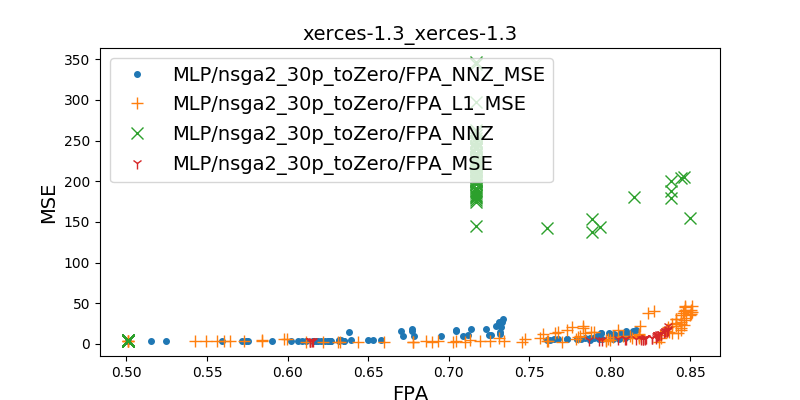 xerces-1.3_xerces-1.3
MLP/nsga2_30p_toZero/FPA_NNZ_MSE
MLP/nsga2_30p_toZero/FPA_L1_MSE
MLP/nsga2_30p_toZero/FPA_NNZ
MLP/nsga2_30p_toZero/FPA_MSE
MSE
350
300
250
200
150
100
50
0
0.50 0.55 0.60 0.65 0.70 0.75 0.80 0.85
FPA